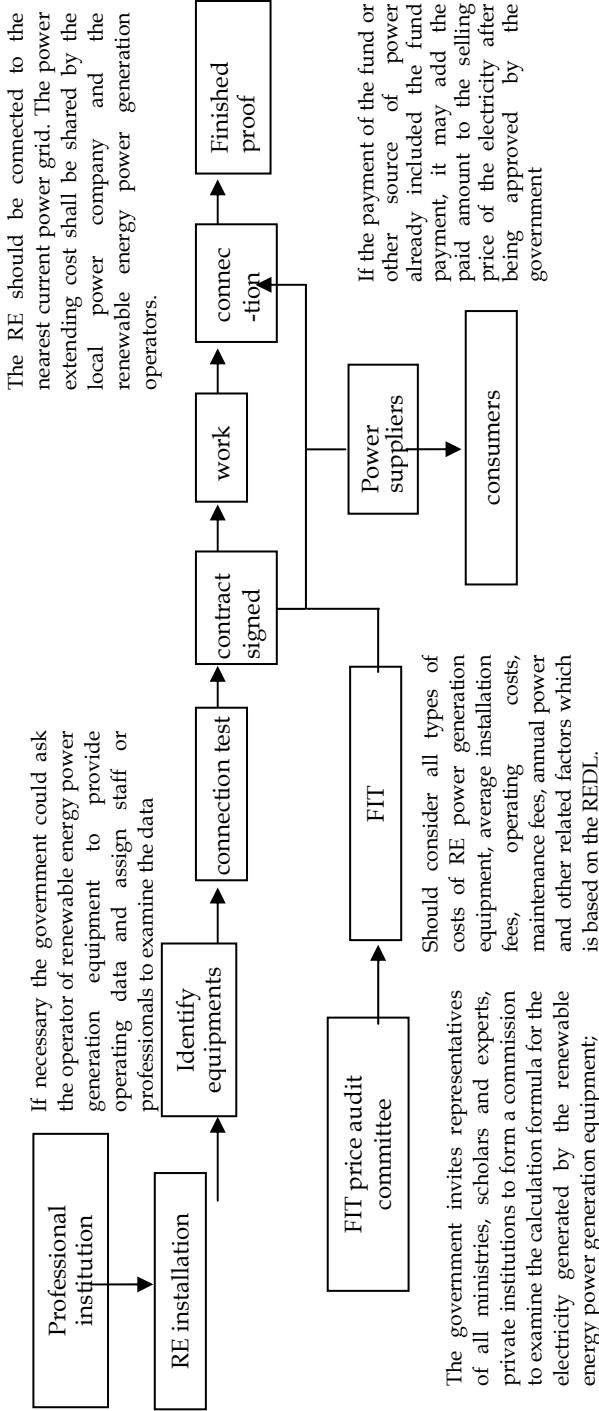 Professional
institution
RE installation
If necessary the government could ask
the operator of renewable energy power
generation equipment to provide
operating data and assign staff or
professionals to examine the data
Identify
equipments
connection test
contract
signed
work
The RE should be connected to the
nearest current power grid. The power
extending cost shall be shared by the
local power company and the
renewable energy power generation
operators.
connec
-tion
Finished
proof
FIT price audit
committee
The government invites representatives
of all ministries, scholars and experts,
private institutions to form a commission
to examine the calculation formula for the
electricity generated by the renewable
energy power generation equipment;
FIT
Should consider all types of
costs of RE power generation
equipment, average installation
fees, operating costs,
maintenance fees, annual power
and other related factors which
is based on the REDL.
Power
suppliers
consumers
If the payment of the fund or
other source of power
already included the fund
payment, it may add the
paid amount to the selling
price of the electricity after
being approved by the
government